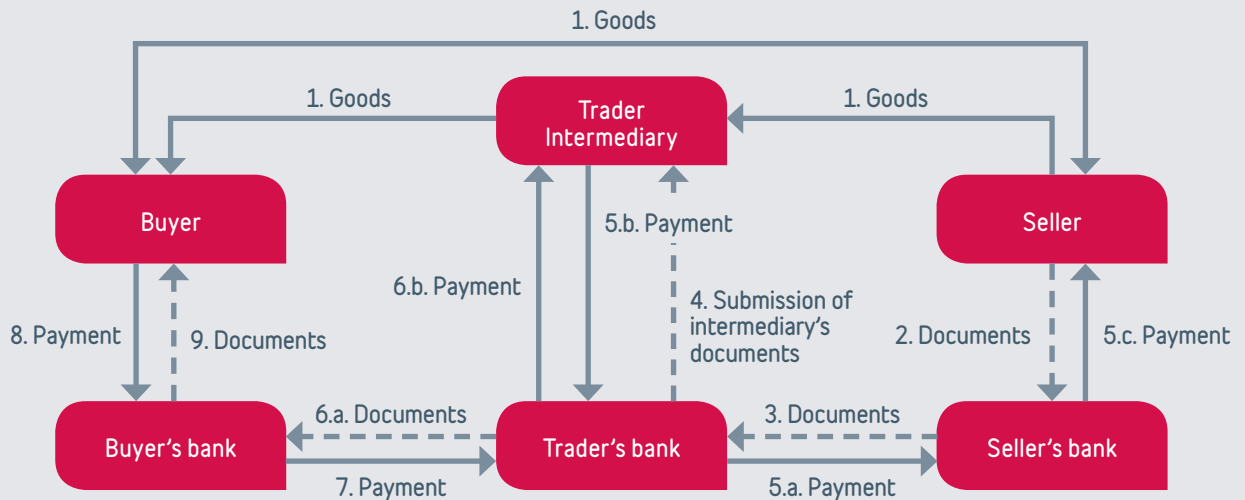 1. Goods
1. Goods
Trader
Intermediary
1. Goods
Buyer
Seller
5.b. Payment
6.b. Payment
4. Submission of
intermediary's
documents
8. Payment
9. Documents
2. Documents
5.c. Payment
6.a. Documents
3. Documents
Buyer's bank
Trader's bank
Seller's bank
7. Payment
5.a. Payment